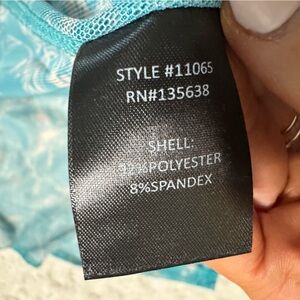 STYLE #11065
RN#135638
SHELL:
92%POLYESTER
8%SPANDEX